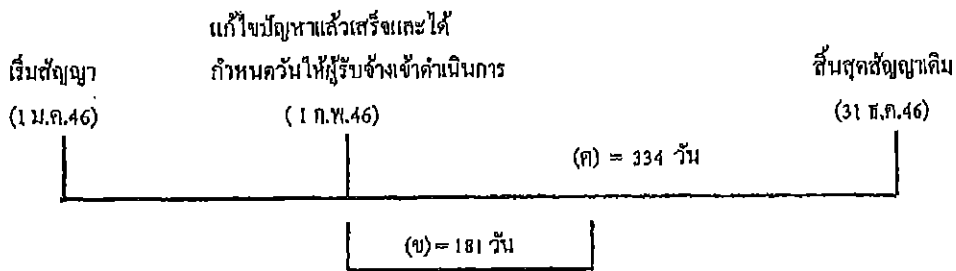 แก้ไขปัญหาแล้วเสร็จและได้
เริ่มสัญญา กำหนดวันให้ผู้รับจ้างเข้าดำเนินการ สิ้นสุดสัญญาเดิม
(1 ม.ค.46) (1 ก.พ.46) (31 ธ.ค.46)
(ค) = 334 วัน
(ข) = 181 วัน